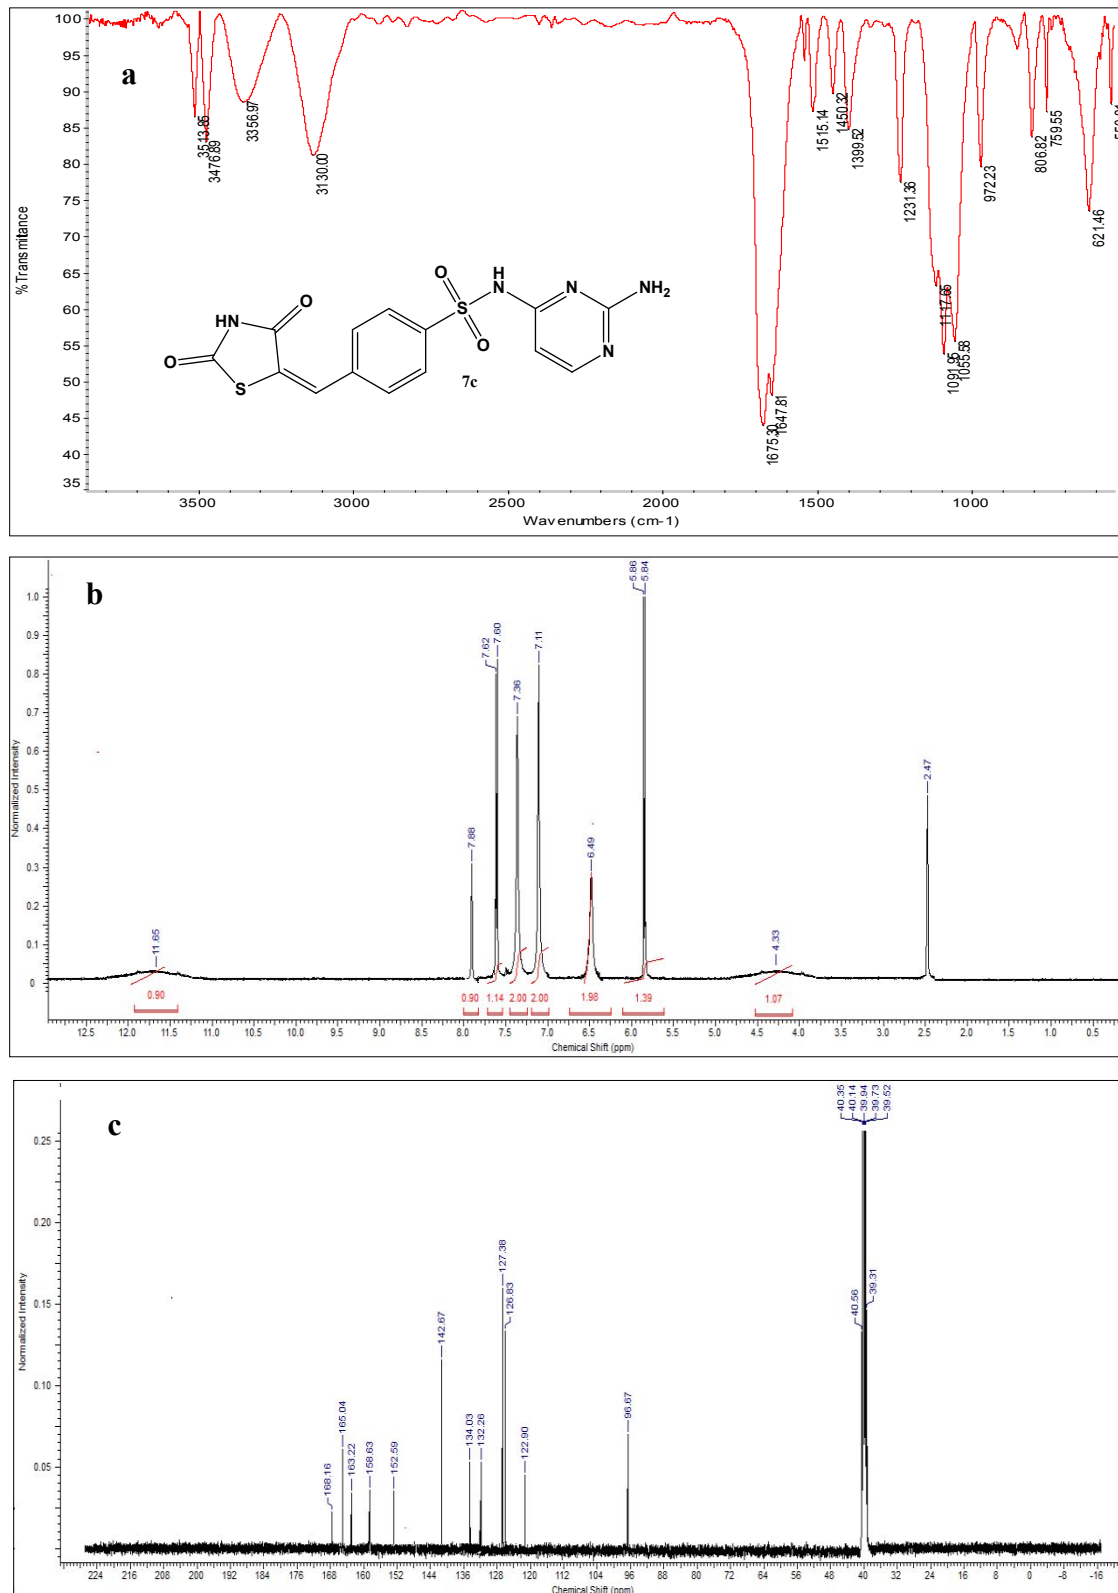 a
100
95
90
85
80
75
70
65
60
55
50
45
40
35
% Transmitance
3513.85
3476.89
3356.97
3130.00
1675.30
1647.81
1515.14
1450.32
1399.52
1231.36
1117.66
1091.95
1055.58
972.23
806.82
759.55
621.46
O
O
H
N
N
NH2
S
O
N
HN
O
O
S
7c
3500 3000 2500 2000 1500 1000
Wavenumbers (cm-1)
b
Normalized Intensity
1.0
0.9
0.8
0.7
0.6
0.5
0.4
0.3
0.2
0.1
0
11.65
7.88
7.62
7.60
7.36
7.11
6.49
5.86
5.84
4.33
2.47
0.90 0.90 1.14 2.00 2.00 1.98 1.39 1.07
12.5 12.0 11.5 11.0 10.5 10.0 9.5 9.0 8.5 8.0 7.5 7.0 6.5 6.0 5.5 5.0 4.5 4.0 3.5 3.0 2.5 2.0 1.5 1.0 0.5 0
Chemical Shift (ppm)
c
Normalized Intensity
0.25
0.20
0.15
0.10
0.05
168.16
165.04
163.22
158.63
152.59
142.67
134.03
132.26
127.38
126.83
122.90
96.67
40.56
40.35
40.14
39.94
39.73
39.52
39.31
224 216 208 200 192 184 176 168 160 152 144 136 128 120 112 104 96 88 80 72 64 56 48 40 32 24 16 8 0 -8 -16
Chemical Shift (ppm)